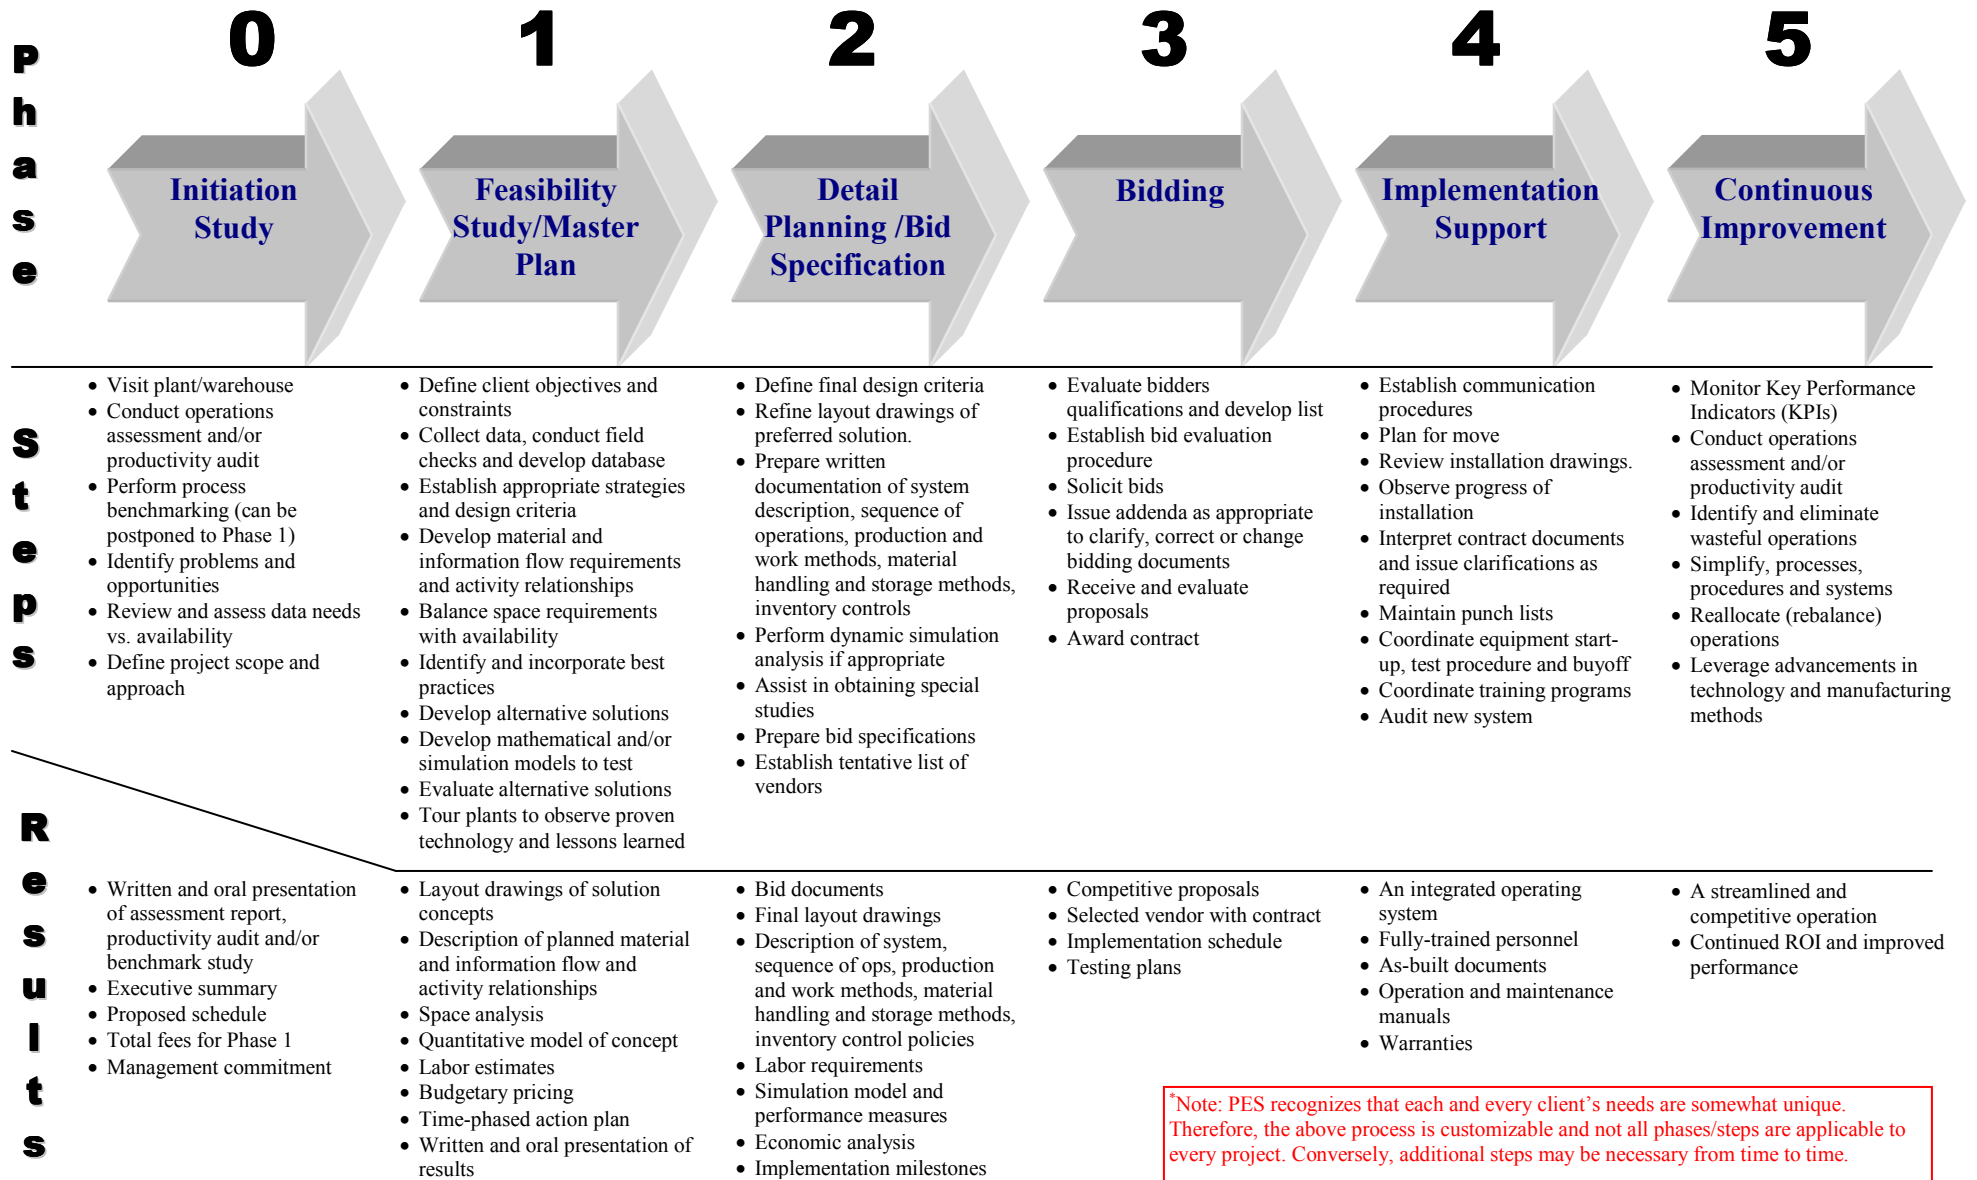 Phase
0
1
2
3
4
5
Initiation
Study
Feasibility
Study/Master
Plan
Detail
Planning /Bid
Specification
Bidding
Implementation
Support
Continuous
Improvement
Steps
• Visit plant/warehouse
• Conduct operations
assessment and/or
productivity audit
• Perform process
benchmarking (can be
postponed to Phase 1)
• Identify problems and
opportunities
• Review and assess data needs
vs. availability
• Define project scope and
approach
• Define client objectives and
constraints
• Collect data, conduct field
checks and develop database
• Establish appropriate strategies
and design criteria
• Develop material and
information flow requirements
and activity relationships
• Balance space requirements
with availability
• Identify and incorporate best
practices
• Develop alternative solutions
• Develop mathematical and/or
simulation models to test
• Evaluate alternative solutions
• Tour plants to observe proven
technology and lessons learned
• Define final design criteria
• Refine layout drawings of
preferred solution.
• Prepare written
documentation of system
description, sequence of
operations, production and
work methods, material
handling and storage methods,
inventory controls
• Perform dynamic simulation
analysis if appropriate
• Assist in obtaining special
studies
• Prepare bid specifications
• Establish tentative list of
vendors
• Evaluate bidders
qualifications and develop list
• Establish bid evaluation
procedure
• Solicit bids
• Issue addenda as appropriate
to clarify, correct or change
bidding documents
• Receive and evaluate
proposals
• Award contract
• Establish communication
procedures
• Plan for move
• Review installation drawings.
• Observe progress of
installation
• Interpret contract documents
and issue clarifications as
required
• Maintain punch lists
• Coordinate equipment start-
up, test procedure and buyoff
• Coordinate training programs
• Audit new system
• Monitor Key Performance
Indicators (KPIs)
• Conduct operations
assessment and/or
productivity audit
• Identify and eliminate
wasteful operations
• Simplify, processes,
procedures and systems
• Reallocate (rebalance)
operations
• Leverage advancements in
technology and manufacturing
methods
Results
• Written and oral presentation
of assessment report,
productivity audit and/or
benchmark study
• Executive summary
• Proposed schedule
• Total fees for Phase 1
• Management commitment
• Layout drawings of solution
concepts
• Description of planned material
and information flow and
activity relationships
• Space analysis
• Quantitative model of concept
• Labor estimates
• Budgetary pricing
• Time-phased action plan
• Written and oral presentation of
results
• Bid documents
• Final layout drawings
• Description of system,
sequence of ops, production
and work methods, material
handling and storage methods,
inventory control policies
• Labor requirements
• Simulation model and
performance measures
• Economic analysis
• Implementation milestones
• Competitive proposals
• Selected vendor with contract
• Implementation schedule
• Testing plans
• An integrated operating
system
• Fully-trained personnel
• As-built documents
• Operation and maintenance
manuals
• Warranties
• A streamlined and
competitive operation
• Continued ROI and improved
performance
*Note: PES recognizes that each and every client’s needs are somewhat unique.
Therefore, the above process is customizable and not all phases/steps are applicable to
every project. Conversely, additional steps may be necessary from time to time.